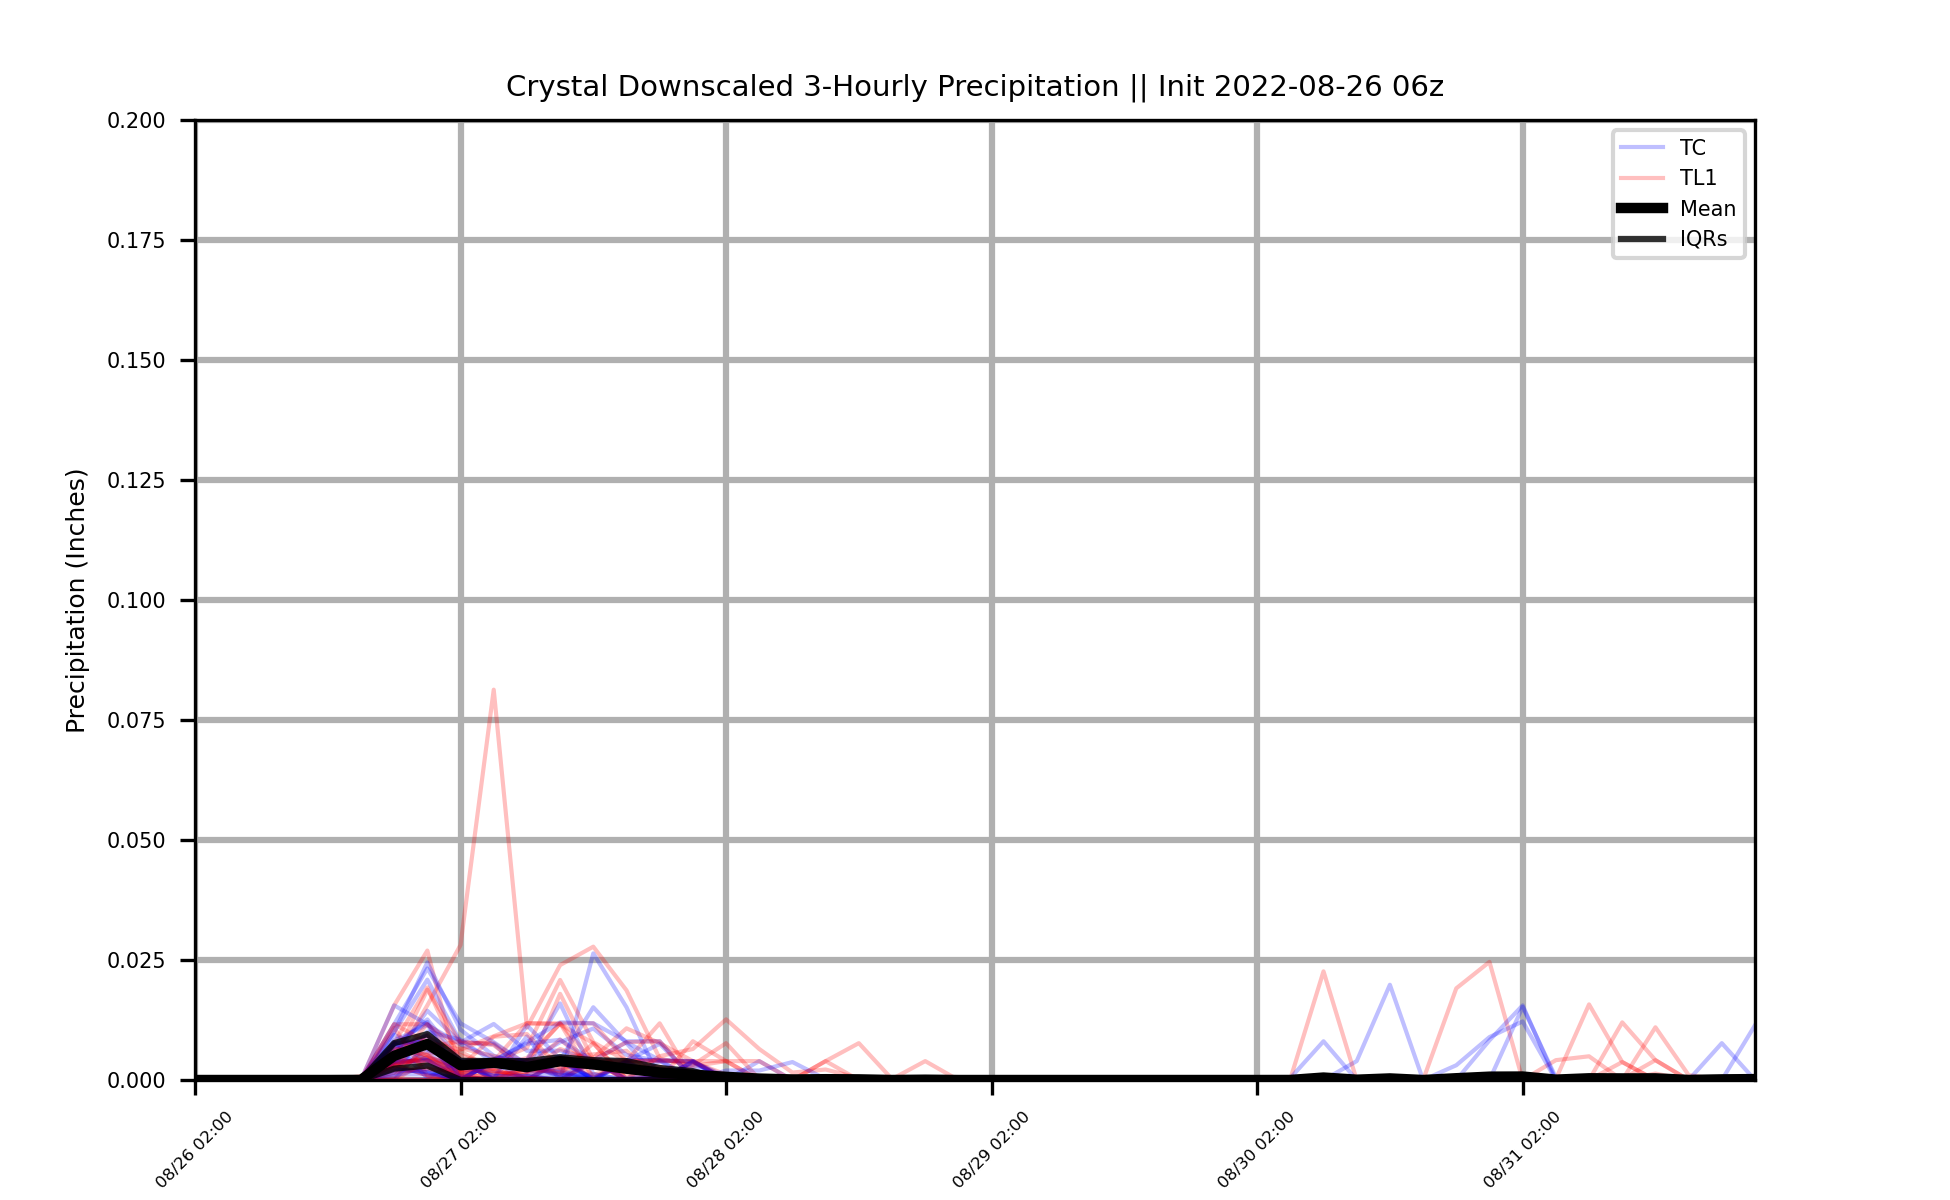 Crystal Downscaled 3-Hourly Precipitation || Init 2022-08-26 06z
Precipitation (Inches)
0.200
0.175
0.150
0.125
0.100
0.075
0.050
0.025
0.000
TC
TL1
Mean
IQRs
08/26 02:00
08/27 02:00
08/28 02:00
08/29 02:00
08/30 02:00
08/31 02:00